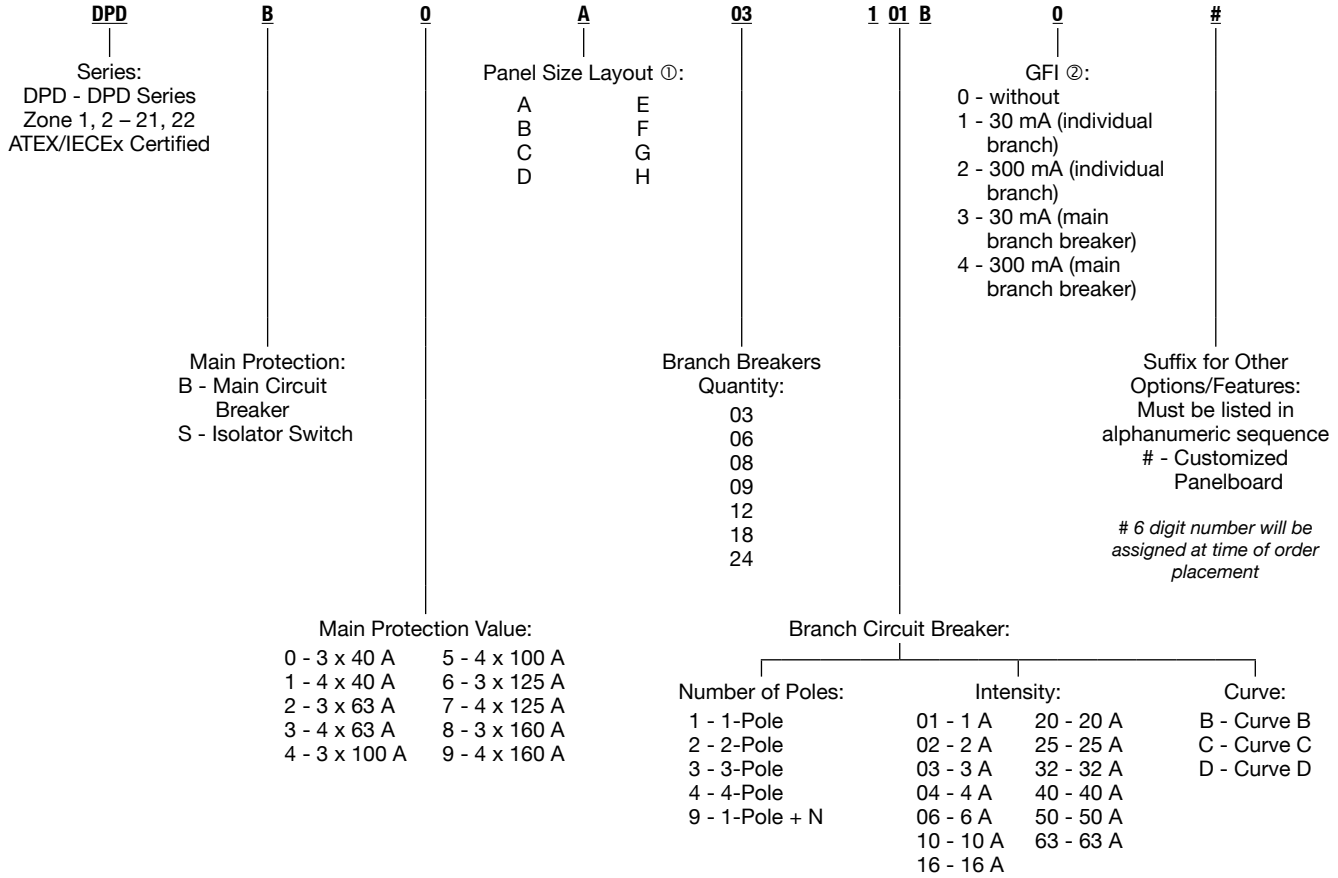 DPD B 0 A 03 1 01 B 0 #
Series:
DPD - DPD Series
Zone 1, 2 – 21, 22
ATEX/IECEx Certified
Panel Size Layout ①:
A E
B F
C G
D H
GFI ②:
0 - without
1 - 30 mA (individual
branch)
2 - 300 mA (individual
branch)
3 - 30 mA (main
branch breaker)
4 - 300 mA (main
branch breaker)
Main Protection:
B - Main Circuit
Breaker
S - Isolator Switch
Branch Breakers
Quantity:
03
06
08
09
12
18
24
Suffix for Other
Options/Features:
Must be listed in
alphanumeric sequence
# - Customized
Panelboard
# 6 digit number will be
assigned at time of order
placement
Main Protection Value:
0 - 3 x 40 A 5 - 4 x 100 A
1 - 4 x 40 A 6 - 3 x 125 A
2 - 3 x 63 A 7 - 4 x 125 A
3 - 4 x 63 A 8 - 3 x 160 A
4 - 3 x 100 A 9 - 4 x 160 A
Branch Circuit Breaker:
Number of Poles:
1 - 1-Pole
2 - 2-Pole
3 - 3-Pole
4 - 4-Pole
9 - 1-Pole + N
Intensity:
01 - 1 A 20 - 20 A
02 - 2 A 25 - 25 A
03 - 3 A 32 - 32 A
04 - 4 A 40 - 40 A
06 - 6 A 50 - 50 A
10 - 10 A 63 - 63 A
16 - 16 A
Curve:
B - Curve B
C - Curve C
D - Curve D